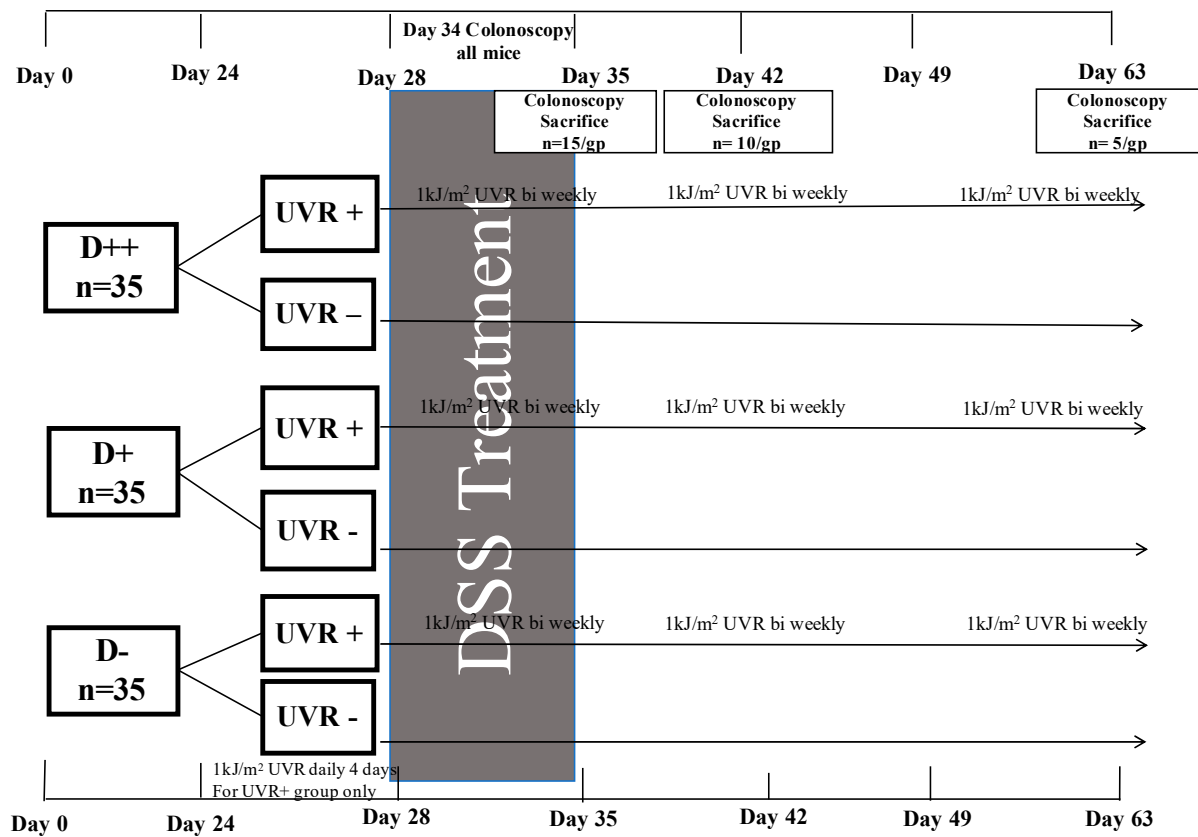 Day 34 Colonoscopy
all mice
Day 0
Day 24
Day 28
Day 35
Day 42
Day 49
Day 63
Colonoscopy
Sacrifice
n=15/gp
Colonoscopy
Sacrifice
n= 10/gp
Colonoscopy
Sacrifice
n= 5/gp
D++
n=35
UVR +
1kJ/m² UVR bi weekly
1kJ/m² UVR bi weekly
1kJ/m² UVR bi weekly
UVR –
DSS Treatment
D+
n=35
UVR +
1kJ/m² UVR bi weekly
1kJ/m² UVR bi weekly
1kJ/m² UVR bi weekly
UVR -
D-
n=35
UVR +
1kJ/m² UVR bi weekly
1kJ/m² UVR bi weekly
1kJ/m² UVR bi weekly
UVR -
1kJ/m² UVR daily 4 days
For UVR+ group only
Day 0
Day 24
Day 28
Day 35
Day 42
Day 49
Day 63